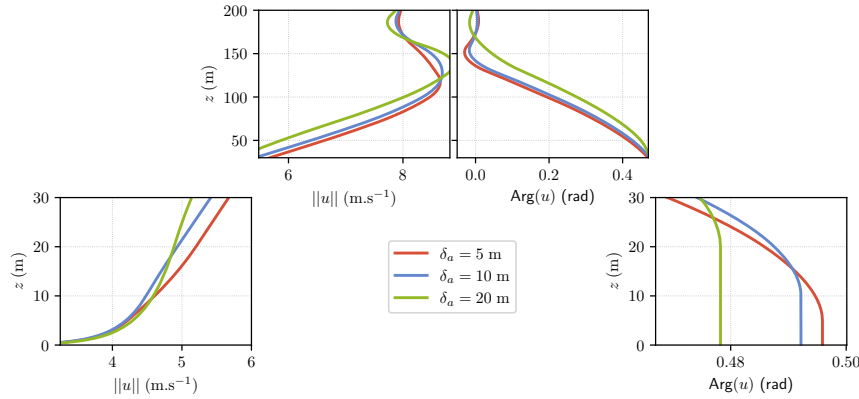 200
150
100
50
z (m)
6
8
||u|| (m.s⁻¹)
0.0
0.2
0.4
Arg(u) (rad)
30
20
10
0
z (m)
4
5
6
||u|| (m.s⁻¹)
δₐ = 5 m
δₐ = 10 m
δₐ = 20 m
30
20
10
0
z (m)
0.48
0.50
Arg(u) (rad)